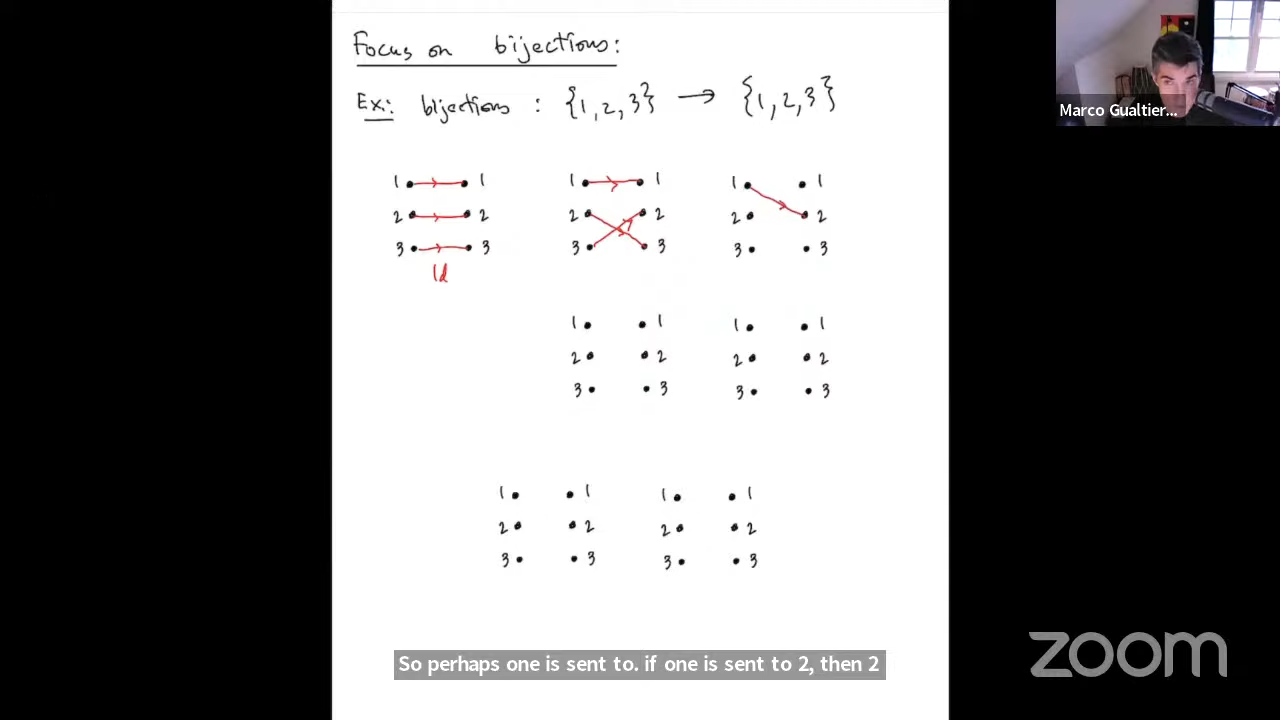 Focus on bijections:
Ex: bijections : {1, 2, 3} → {1, 2, 3}
1 1 1 1 1 1
2 2 2 2 2 2
3 3 3 3 3 3
Id
1 1 1 1
2 2 2 2
3 3 3 3
1 1 1 1
2 2 2 2
3 3 3 3
So perhaps one is sent to. if one is sent to 2, then 2
Marco Gualtier...
zoom